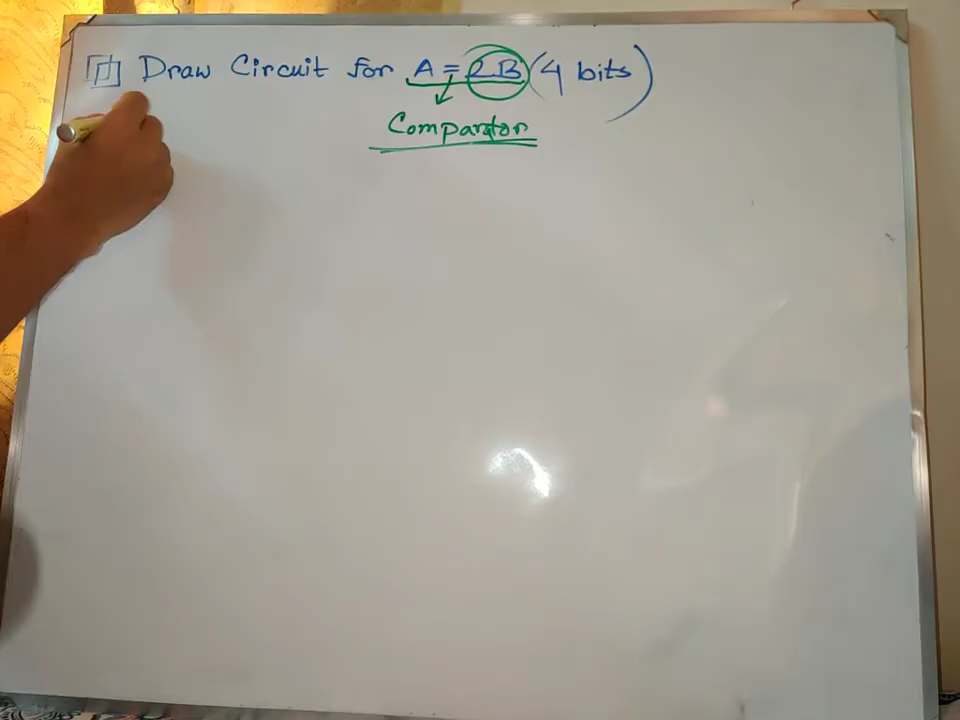 Draw Circuit for A = 2B (4 bits)
Comparator